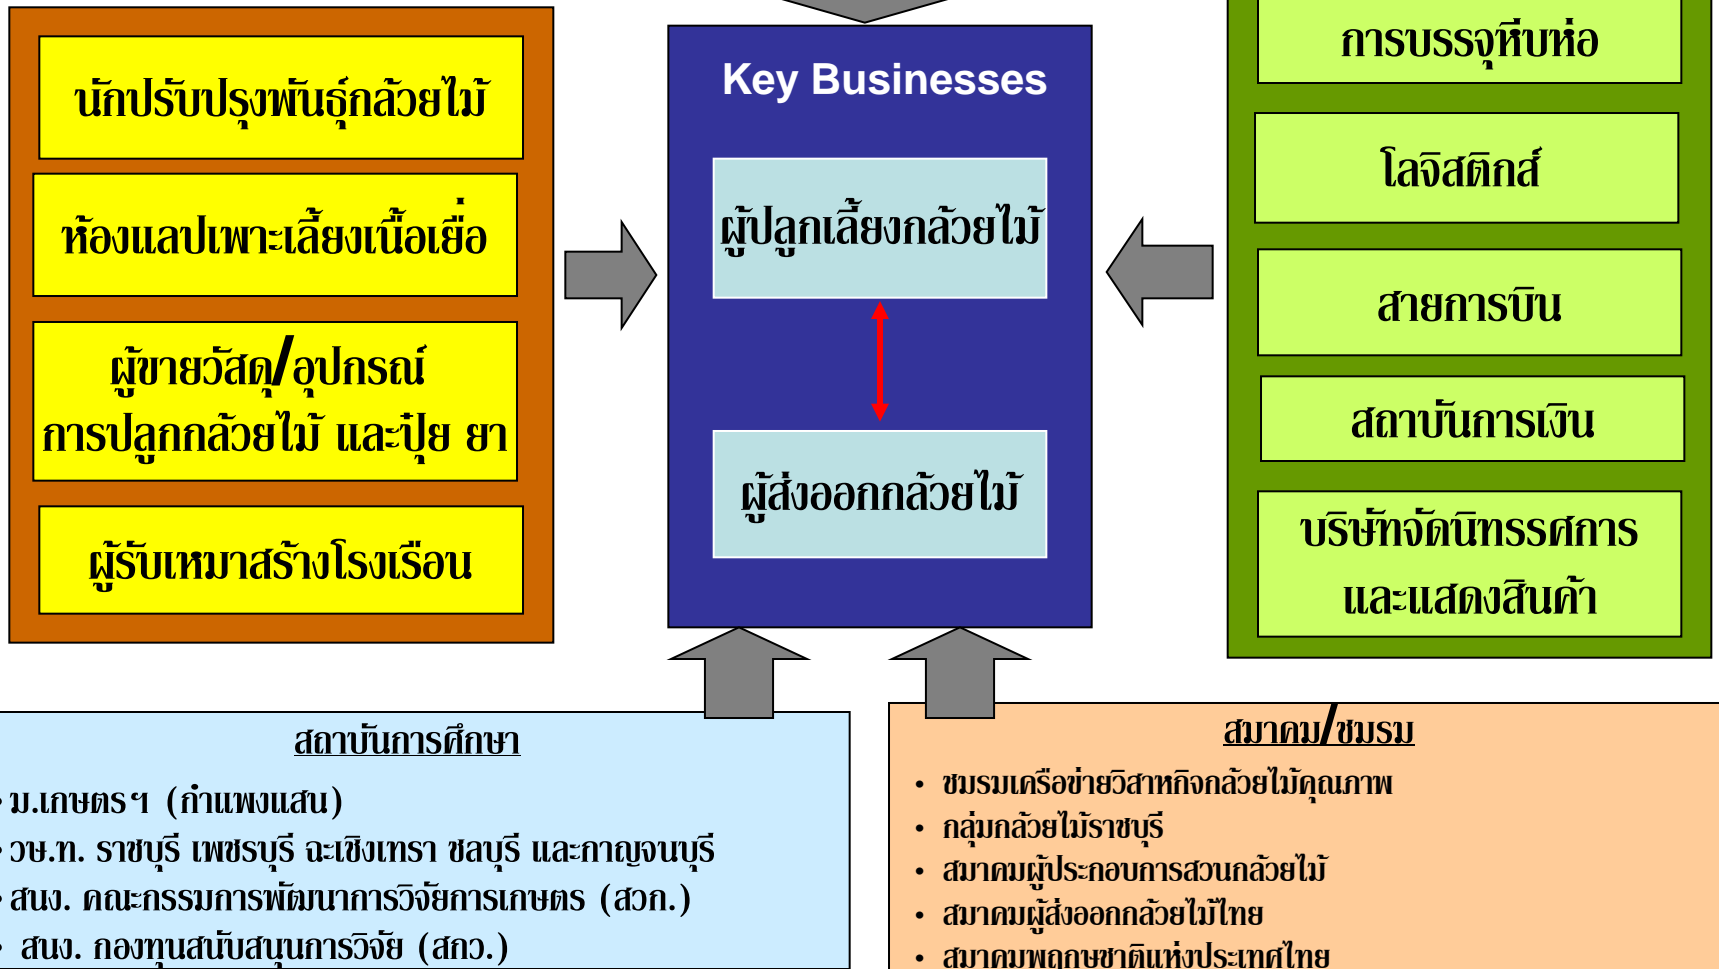 นักปรับปรุงพันธุ์กล้วยไม้
ห้องแลปเพาะเลี้ยงเนื้อเยื่อ
ผู้ขายวัสดุ/อุปกรณ์
การปลูกกล้วยไม้ และปุ๋ย ยา
ผู้รับเหมาสร้างโรงเรือน
Key Businesses
ผู้ปลูกเลี้ยงกล้วยไม้
ผู้ส่งออกกล้วยไม้
การบรรจุหีบห่อ
โลจิสติกส์
สายการบิน
สถาบันการเงิน
บริษัทจัดนิทรรศการ
และแสดงสินค้า
สถาบันการศึกษา
•ม.เกษตรฯ (กำแพงแสน)
•วษ.ท. ราชบุรี เพชรบุรี ฉะเชิงเทรา ชลบุรี และกาญจนบุรี
•สนง. คณะกรรมการพัฒนาการวิจัยการเกษตร (สวก.)
• สนง. กองทุนสนับสนุนการวิจัย (สกว.)
สมาคม/ชมรม
• ชมรมเครือข่ายวิสาหกิจกล้วยไม้คุณภาพ
• กลุ่มกล้วยไม้ราชบุรี
• สมาคมผู้ประกอบการสวนกล้วยไม้
• สมาคมผู้ส่งออกกล้วยไม้ไทย
• สมาคมพฤกษชาติแห่งประเทศไทย